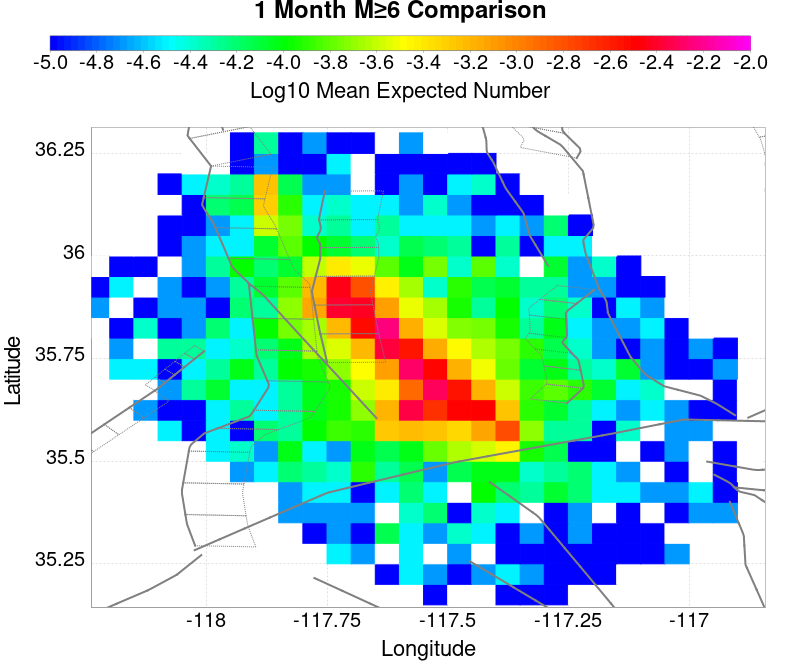 1 Month M≥6 Comparison
-5.0 -4.8 -4.6 -4.4 -4.2 -4.0 -3.8 -3.6 -3.4 -3.2 -3.0 -2.8 -2.6 -2.4 -2.2 -2.0
Log10 Mean Expected Number
36.25
36
35.75
35.5
35.25
Latitude
-118 -117.75 -117.5 -117.25 -117
Longitude